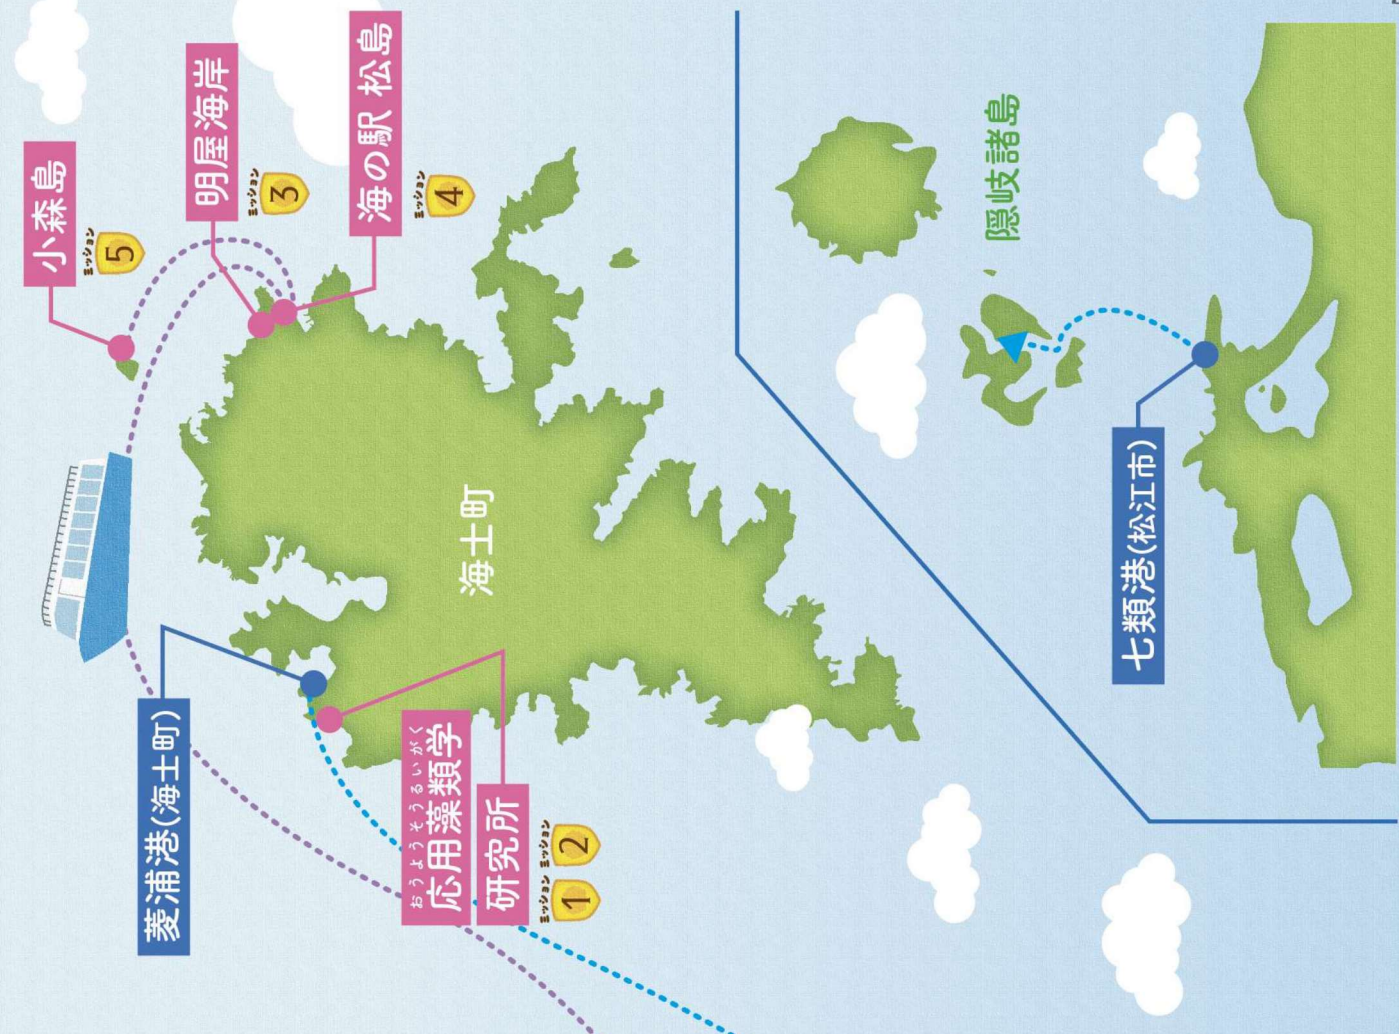 小森島
ミッション
5
明屋海岸
ミッション
3
海の駅 松島
ミッション
4
海士町
菱浦港(海士町)
おうようそうるいがく
応用藻類学
研究所
ミッション
1
ミッション
2
隠岐諸島
七類港(松江市)